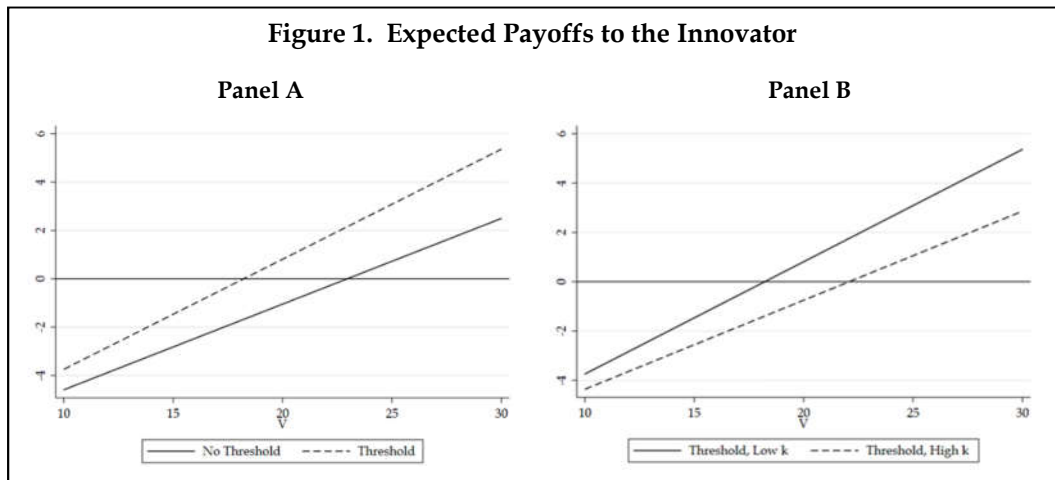 Figure 1. Expected Payoffs to the Innovator
Panel A
Panel B
6
4
2
0
-2
-4
10
15
20
25
30
V
No Threshold
Threshold
6
4
2
0
-2
-4
10
15
20
25
30
V
Threshold, Low k
Threshold, High k